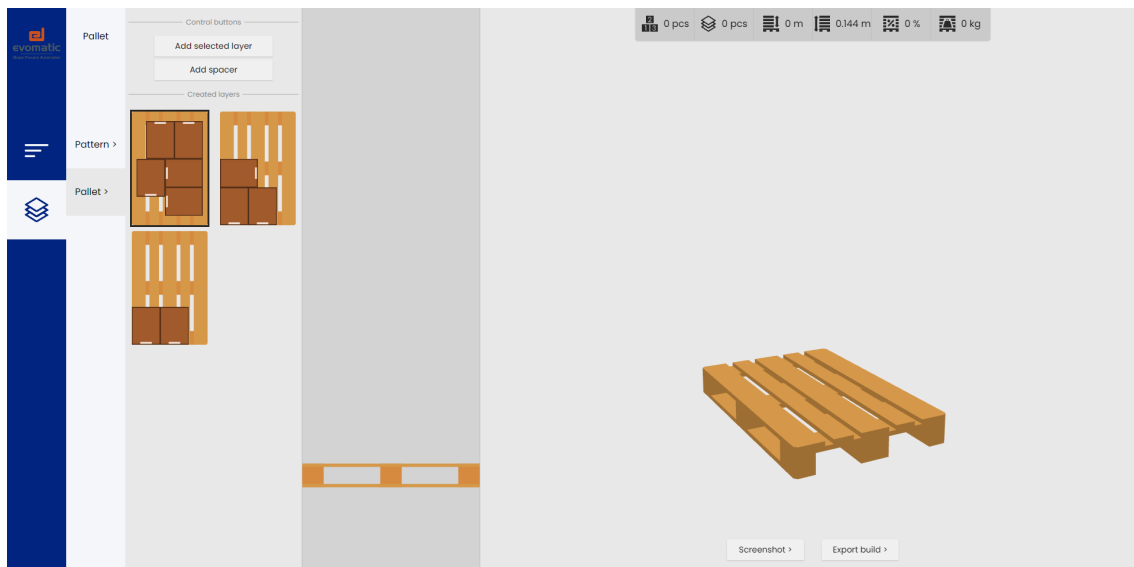 evomatic
Pallet
Pattern >
Pallet >
Control buttons
Add selected layer
Add spacer
Created layers
0 pcs 0 pcs 0 m 0.144 m 0 % 0 kg
Screenshot >
Export build >